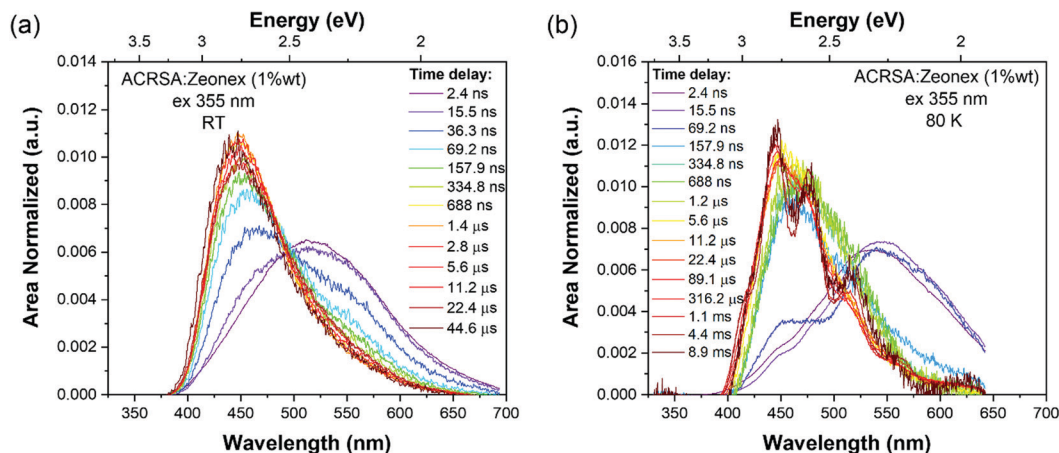 (a)
Energy (eV)
3.5 3 2.5 2
0.014
0.012
0.010
0.008
0.006
0.004
0.002
0.000
Area Normalized (a.u.)
ACRSA:Zeonex (1%wt)
ex 355 nm
RT
Time delay:
2.4 ns
15.5 ns
36.3 ns
69.2 ns
157.9 ns
334.8 ns
688 ns
1.4 µs
2.8 µs
5.6 µs
11.2 µs
22.4 µs
44.6 µs
350 400 450 500 550 600 650 700
Wavelength (nm)
(b)
Energy (eV)
3.5 3 2.5 2
0.014
0.012
0.010
0.008
0.006
0.004
0.002
0.000
Area Normalized (a.u.)
Time delay:
2.4 ns
15.5 ns
69.2 ns
157.9 ns
334.8 ns
688 ns
1.2 µs
5.6 µs
11.2 µs
22.4 µs
89.1 µs
316.2 µs
1.1 ms
4.4 ms
8.9 ms
ACRSA:Zeonex (1%wt)
ex 355 nm
80 K
350 400 450 500 550 600 650 700
Wavelength (nm)